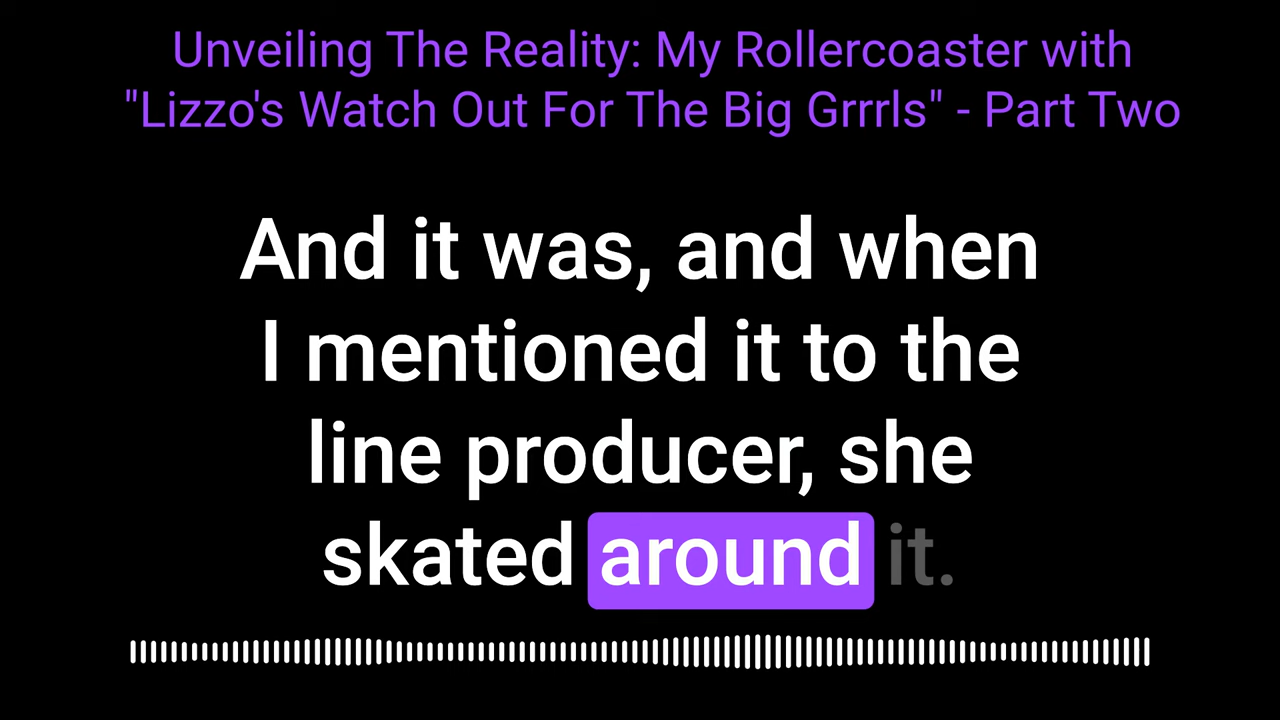 Unveiling The Reality: My Rollercoaster with
"Lizzo's Watch Out For The Big Grrrls" - Part Two
And it was, and when
I mentioned it to the
line producer, she
skated around it.